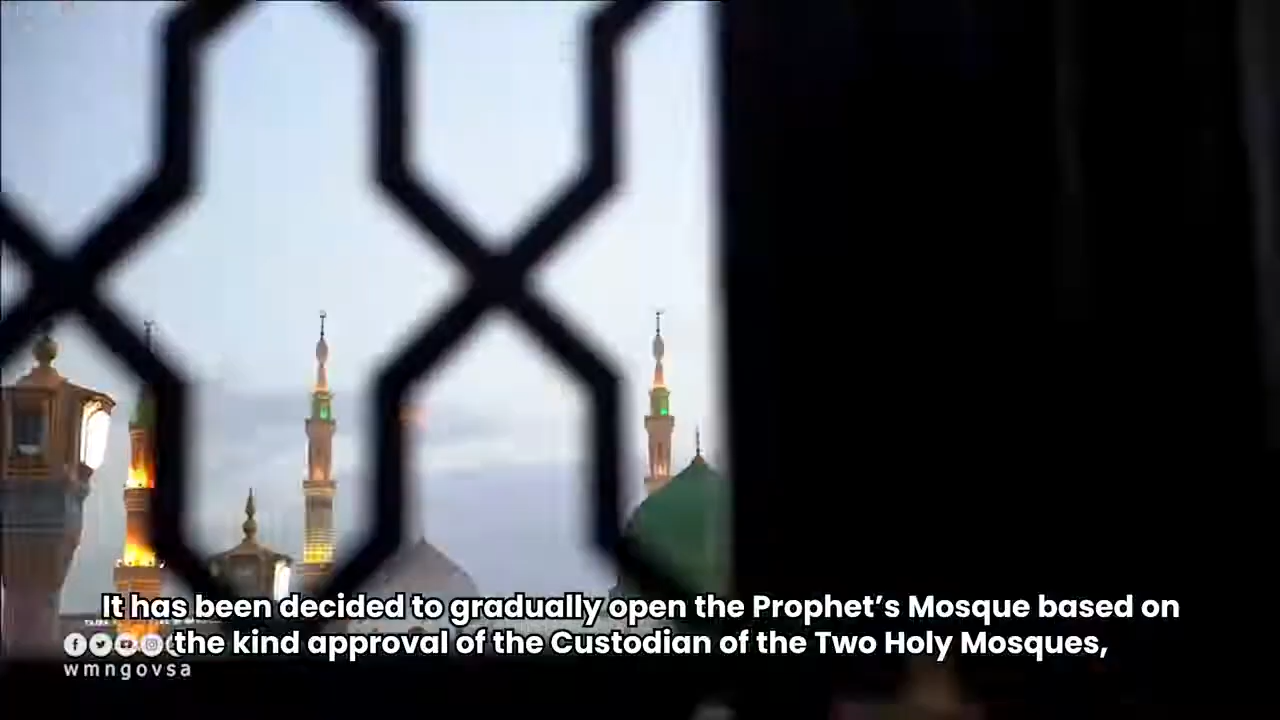 It has been decided to gradually open the Prophet’s Mosque based on
the kind approval of the Custodian of the Two Holy Mosques,
wmngovsa